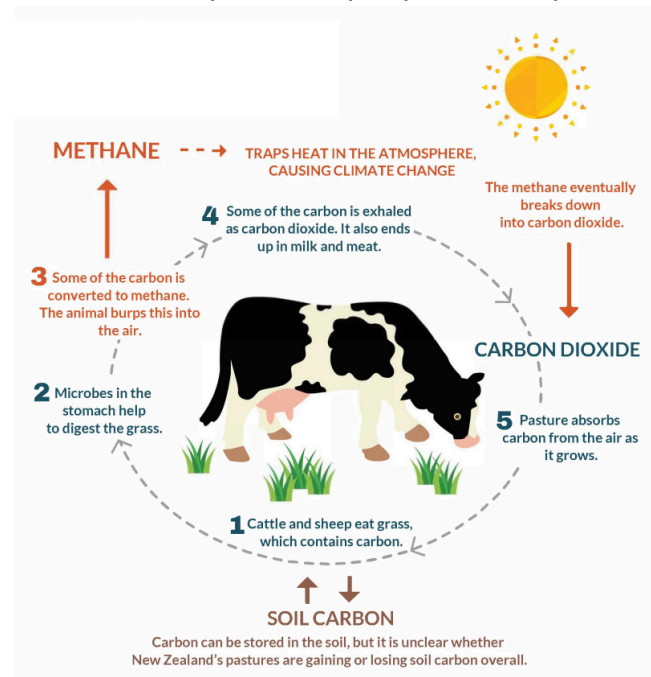 METHANE
TRAPS HEAT IN THE ATMOSPHERE,
CAUSING CLIMATE CHANGE
The methane eventually
breaks down
into carbon dioxide.
4 Some of the carbon is exhaled
as carbon dioxide. It also ends
up in milk and meat.
3 Some of the carbon is
converted to methane.
The animal burps this into
the air.
CARBON DIOXIDE
2 Microbes in the
stomach help
to digest the grass.
5 Pasture absorbs
carbon from the air as
it grows.
1 Cattle and sheep eat grass,
which contains carbon.
SOIL CARBON
Carbon can be stored in the soil, but it is unclear whether
New Zealand's pastures are gaining or losing soil carbon overall.